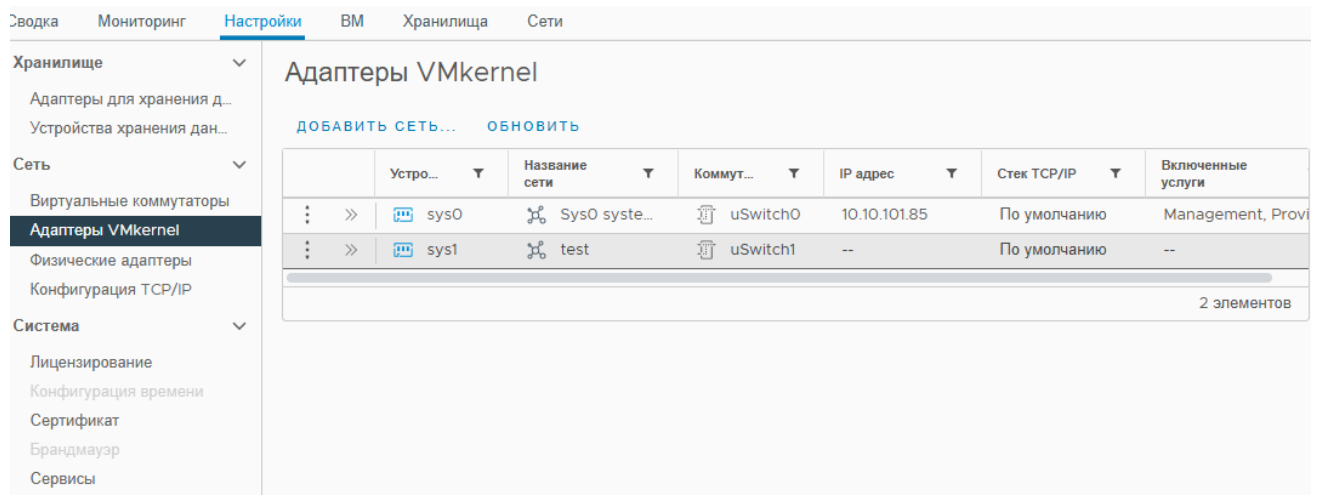 Сводка Мониторинг Настройки ВМ Хранилища Сети
Хранилище
Адаптеры для хранения д...
Устройства хранения дан...
Сеть
Виртуальные коммутаторы
Адаптеры VMkernel
Физические адаптеры
Конфигурация TCP/IP
Система
Лицензирование
Конфигурация времени
Сертификат
Брандмауэр
Сервисы
Адаптеры VMkernel
ДОБАВИТЬ СЕТЬ... ОБНОВИТЬ
Устро... Название сети Коммут... IP адрес Стек TCP/IP Включенные услуги
sys0 Sys0 syste... uSwitch0 10.10.101.85 По умолчанию Management, Provi
sys1 test uSwitch1 -- По умолчанию --
2 элементов